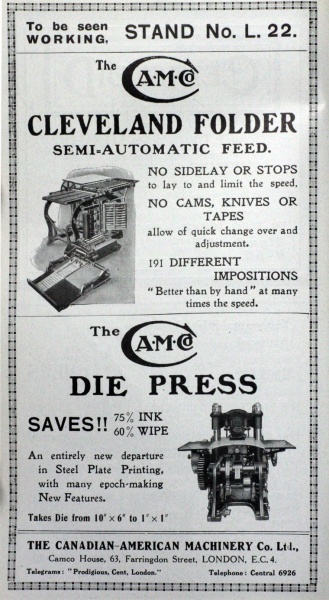 To be seen
WORKING,
STAND No. L. 22.
The CA·M·Co
CLEVELAND FOLDER
SEMI-AUTOMATIC FEED.
NO SIDELAY OR STOPS
to lay to and limit the speed.
NO CAMS, KNIVES OR
TAPES
allow of quick change over and
adjustment.
191 DIFFERENT
IMPOSITIONS
"Better than by hand" at many
times the speed.
The CA·M·Co
DIE PRESS
SAVES!! 75% INK
60% WIPE
An entirely new departure
in Steel Plate Printing,
with many epoch-making
New Features.
Takes Die from 10" × 6" to 1" × 1"
THE CANADIAN-AMERICAN MACHINERY Co. Ltd.,
Camco House, 63, Farringdon Street, LONDON, E.C. 4.
Telegrams: "Prodigious, Cent, London."
Telephone: Central 6926